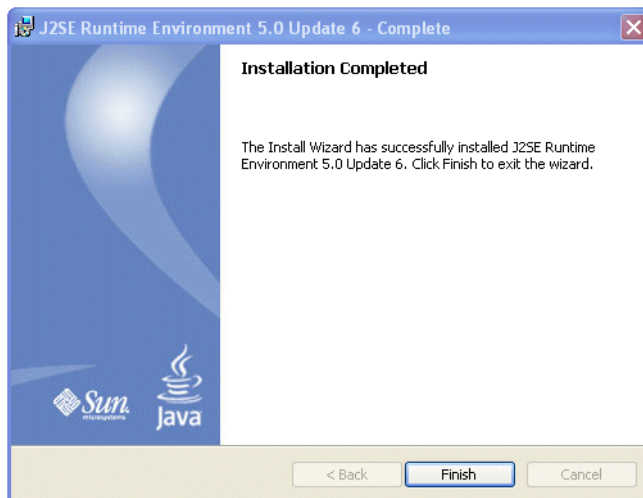 J2SE Runtime Environment 5.0 Update 6 - Complete
Installation Completed
The Install Wizard has successfully installed J2SE Runtime
Environment 5.0 Update 6. Click Finish to exit the wizard.
Sun
microsystems
Java
< Back
Finish
Cancel